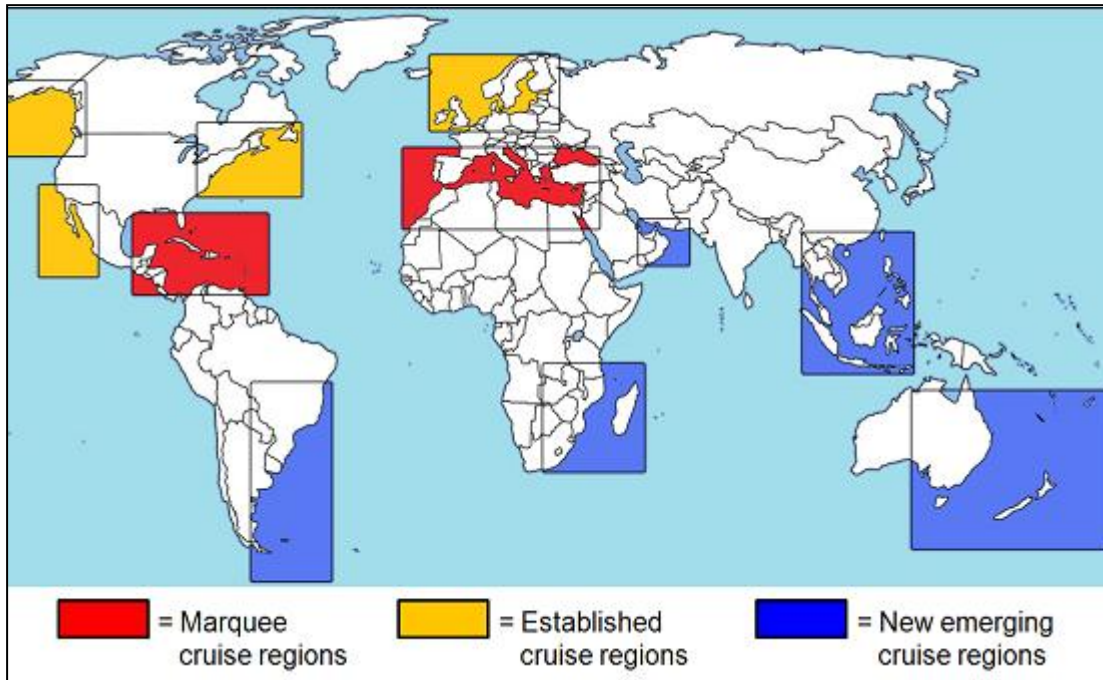 = Marquee
cruise regions
= Established
cruise regions
= New emerging
cruise regions